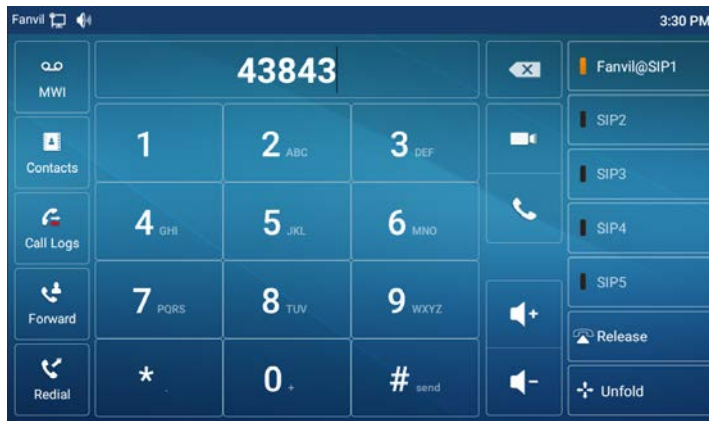 Fanvil 3:30 PM
43843
MWI
Contacts
Call Logs
Forward
Redial
1
2 ABC
3 DEF
4 GHI
5 JKL
6 MNO
7 PQRS
8 TUV
9 WXYZ
* .
0 +
# send
+
-
Fanvil@SIP1
SIP2
SIP3
SIP4
SIP5
Release
Unfold